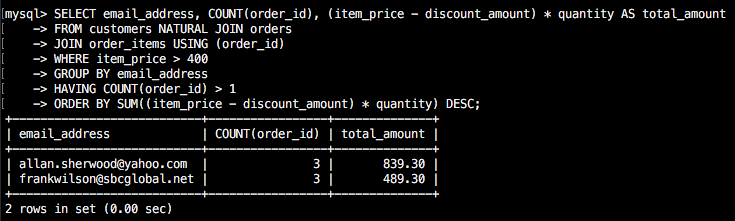 mysql> SELECT email_address, COUNT(order_id), (item_price - discount_amount) * quantity AS total_amount
    -> FROM customers NATURAL JOIN orders
    -> JOIN order_items USING (order_id)
    -> WHERE item_price > 400
    -> GROUP BY email_address
    -> HAVING COUNT(order_id) > 1
    -> ORDER BY SUM((item_price - discount_amount) * quantity) DESC;
+-------------------------+-----------------+--------------+
| email_address           | COUNT(order_id) | total_amount |
+-------------------------+-----------------+--------------+
| allan.sherwood@yahoo.com |               3 |       839.30 |
| frankwilson@sbcglobal.net |               3 |       489.30 |
+-------------------------+-----------------+--------------+
2 rows in set (0.00 sec)